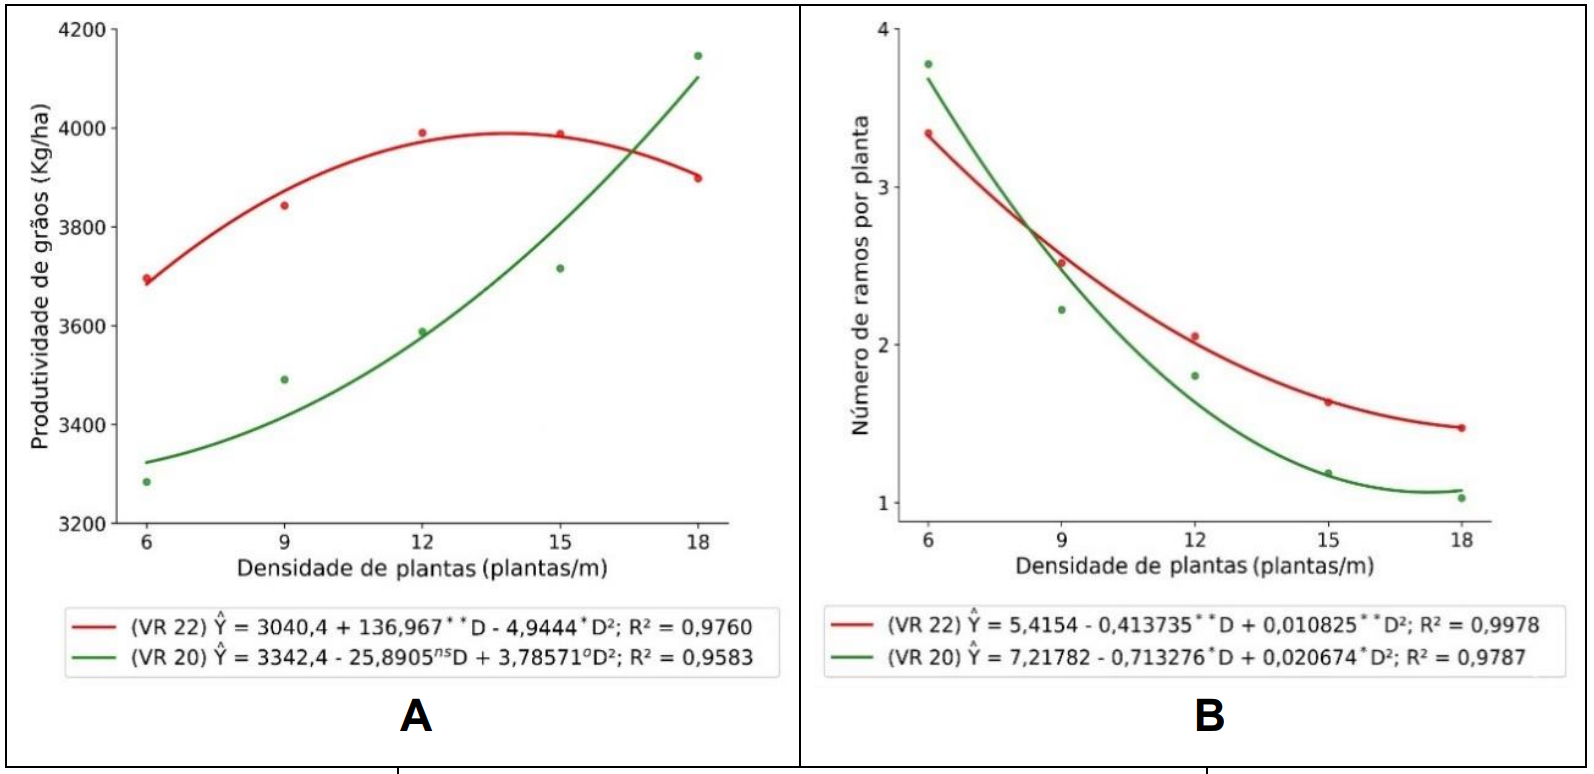 Produtividade de grãos (Kg/ha)
4200
4000
3800
3600
3400
3200
6 9 12 15 18
Densidade de plantas (plantas/m)
(VR 22) Ŷ = 3040,4 + 136,967**D - 4,9444*D²; R² = 0,9760
(VR 20) Ŷ = 3342,4 - 25,8905ⁿˢD + 3,78571ᵒD²; R² = 0,9583
A
Número de ramos por planta
4
3
2
1
6 9 12 15 18
Densidade de plantas (plantas/m)
(VR 22) Ŷ = 5,4154 - 0,413735**D + 0,010825**D²; R² = 0,9978
(VR 20) Ŷ = 7,21782 - 0,713276*D + 0,020674*D²; R² = 0,9787
B